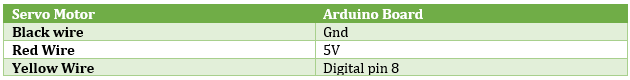 Servo Motor Arduino Board
Black wire Gnd
Red Wire 5V
Yellow Wire Digital pin 8